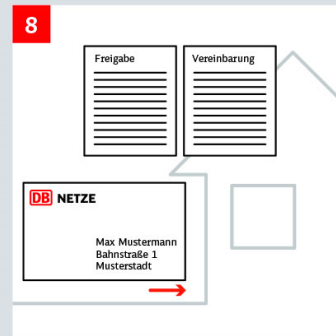 8
Freigabe
Vereinbarung
DB NETZE
Max Mustermann
Bahnstraße 1
Musterstadt